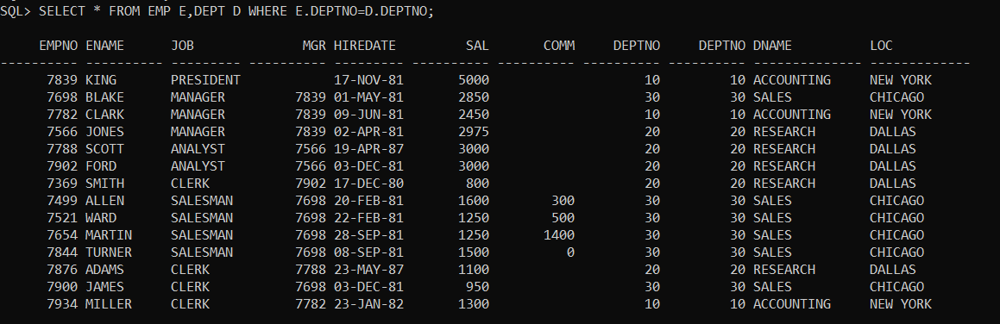 SQL> SELECT * FROM EMP E,DEPT D WHERE E.DEPTNO=D.DEPTNO;
     EMPNO ENAME      JOB              MGR HIREDATE         SAL       COMM     DEPTNO     DEPTNO DNAME          LOC
---------- ---------- --------- ---------- --------- ---------- ---------- ---------- ---------- -------------- -------------
      7839 KING       PRESIDENT            17-NOV-81       5000                    10         10 ACCOUNTING     NEW YORK
      7698 BLAKE      MANAGER         7839 01-MAY-81       2850                    30         30 SALES          CHICAGO
      7782 CLARK      MANAGER         7839 09-JUN-81       2450                    10         10 ACCOUNTING     NEW YORK
      7566 JONES      MANAGER         7839 02-APR-81       2975                    20         20 RESEARCH       DALLAS
      7788 SCOTT      ANALYST         7566 19-APR-87       3000                    20         20 RESEARCH       DALLAS
      7902 FORD       ANALYST         7566 03-DEC-81       3000                    20         20 RESEARCH       DALLAS
      7369 SMITH      CLERK           7902 17-DEC-80        800                    20         20 RESEARCH       DALLAS
      7499 ALLEN      SALESMAN        7698 20-FEB-81       1600        300         30         30 SALES          CHICAGO
      7521 WARD       SALESMAN        7698 22-FEB-81       1250        500         30         30 SALES          CHICAGO
      7654 MARTIN     SALESMAN        7698 28-SEP-81       1250       1400         30         30 SALES          CHICAGO
      7844 TURNER     SALESMAN        7698 08-SEP-81       1500          0         30         30 SALES          CHICAGO
      7876 ADAMS      CLERK           7788 23-MAY-87       1100                    20         20 RESEARCH       DALLAS
      7900 JAMES      CLERK           7698 03-DEC-81        950                    30         30 SALES          CHICAGO
      7934 MILLER     CLERK           7782 23-JAN-82       1300                    10         10 ACCOUNTING     NEW YORK